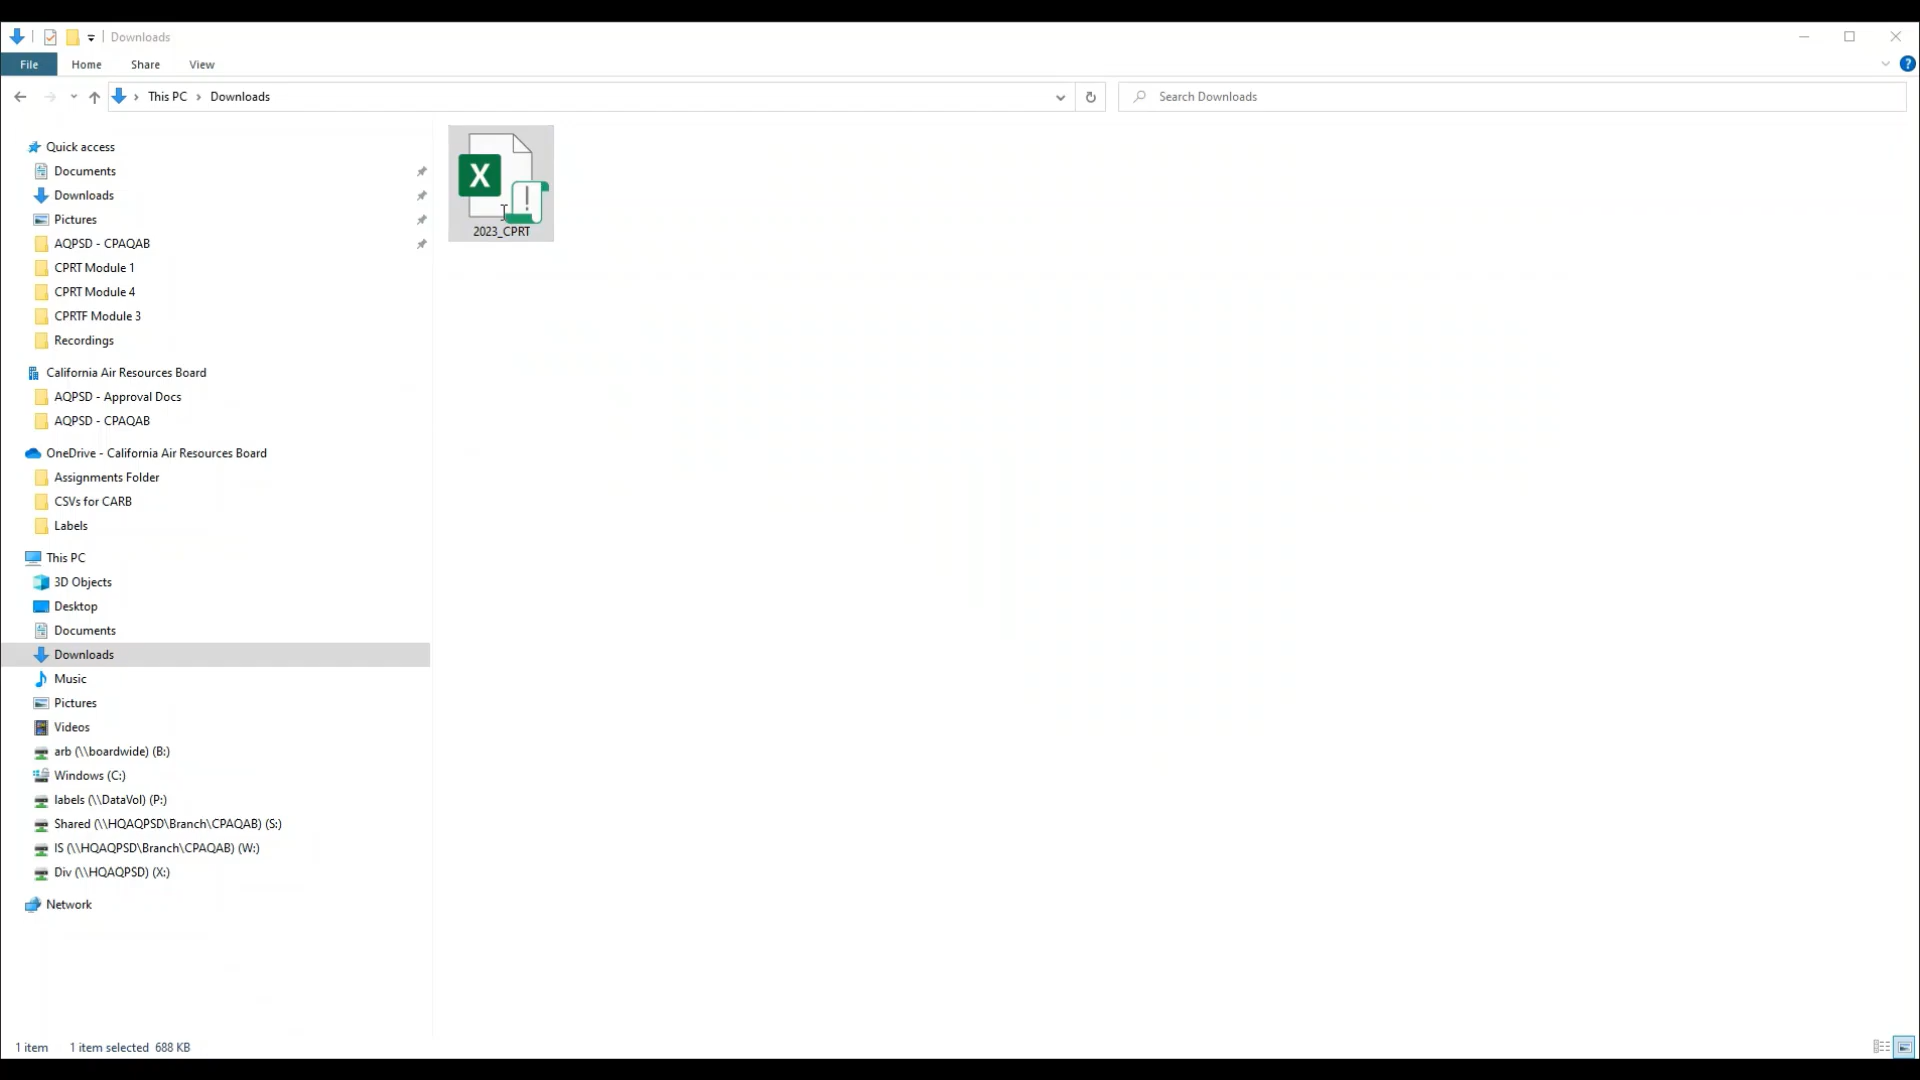 Downloads
File Home Share View
This PC › Downloads
Search Downloads
Quick access
Documents
Downloads
Pictures
AQPSD - CPAQAB
CPRT Module 1
CPRT Module 4
CPRTF Module 3
Recordings
California Air Resources Board
AQPSD - Approval Docs
AQPSD - CPAQAB
OneDrive - California Air Resources Board
Assignments Folder
CSVs for CARB
Labels
This PC
3D Objects
Desktop
Documents
Downloads
Music
Pictures
Videos
arb (\\boardwide) (B:)
Windows (C:)
labels (\\DataVol) (P:)
Shared (\\HQAQPSD\Branch\CPAQAB) (S:)
IS (\\HQAQPSD\Branch\CPAQAB) (W:)
Div (\\HQAQPSD) (X:)
Network
X
!
2023_CPRT
1 item 1 item selected 688 KB